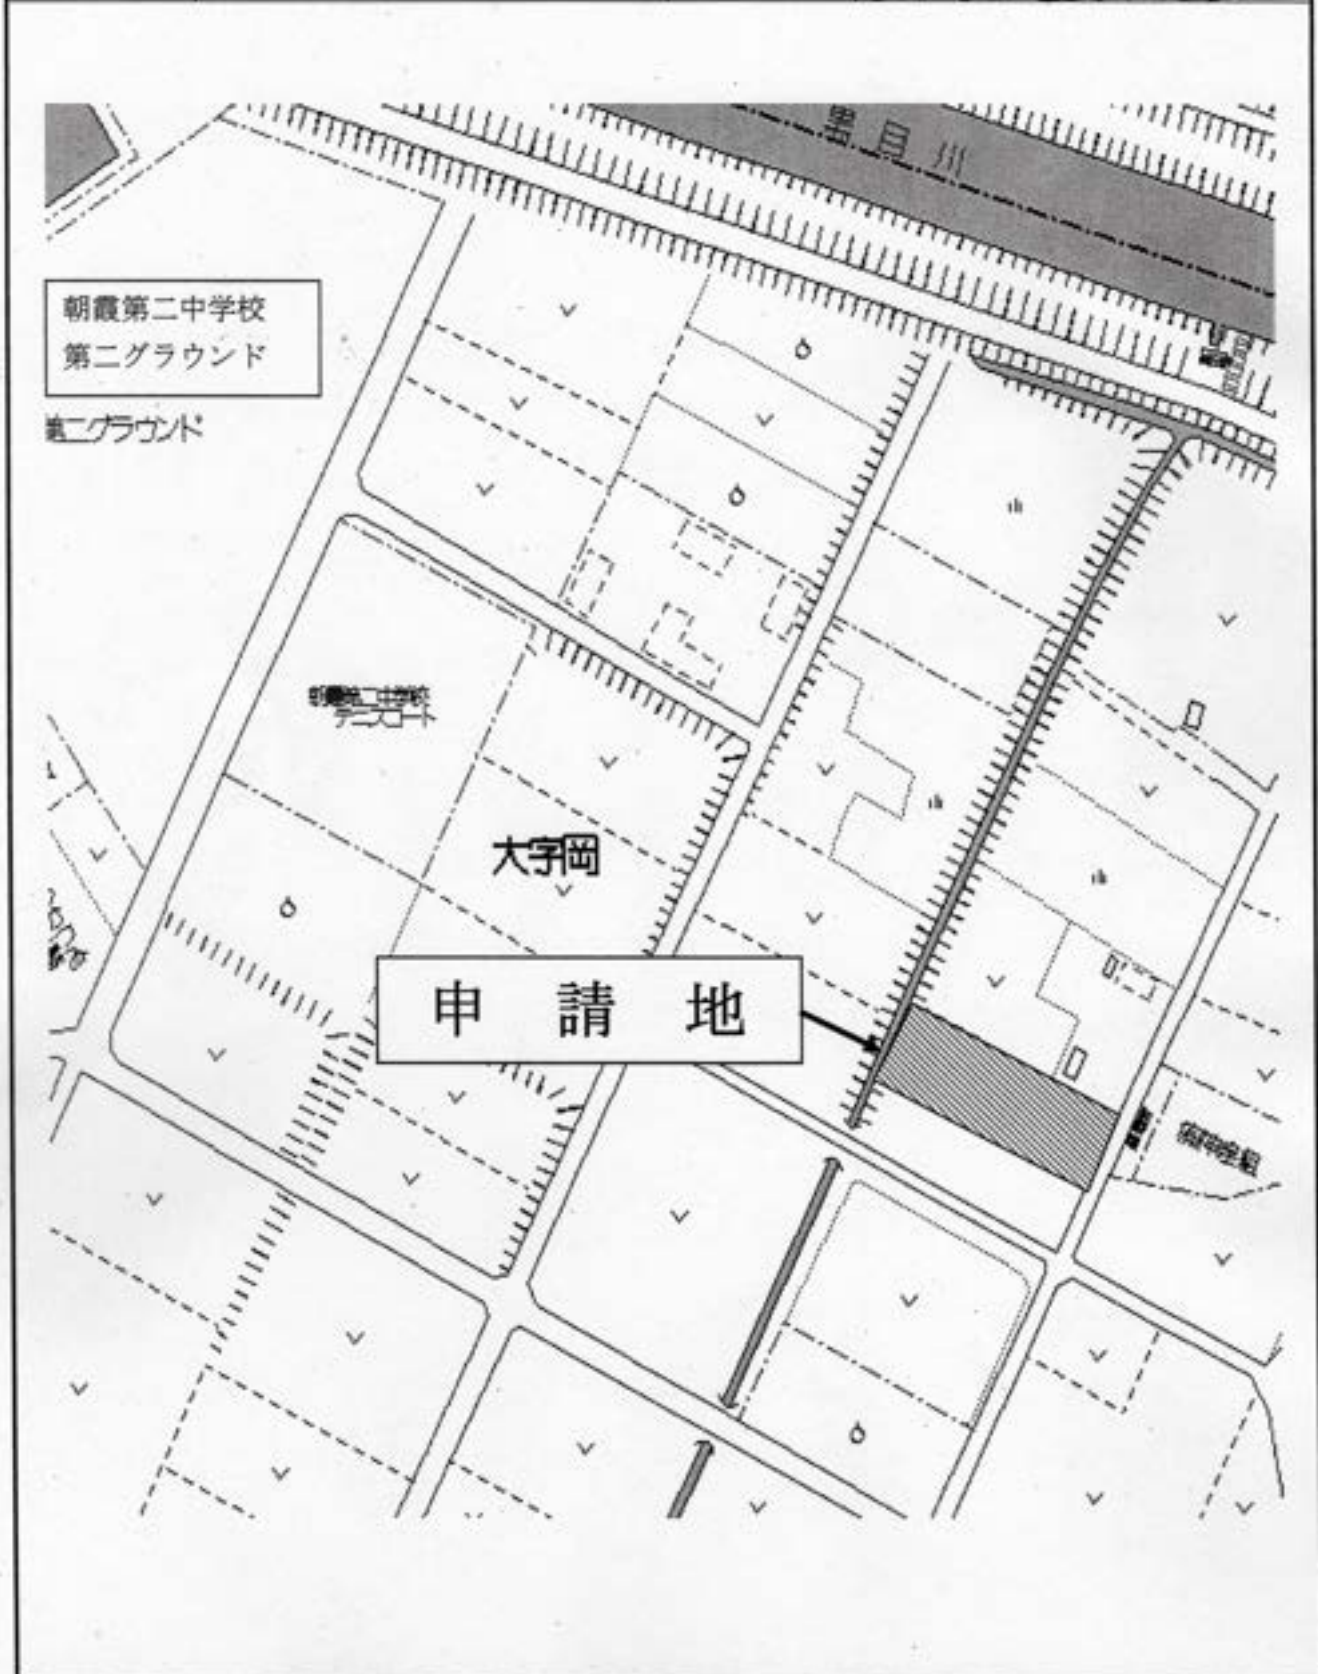 黒目川
朝霞第二中学校
第二グラウンド
第二グラウンド
朝霞第二中学校
テニスコート
大字岡
申請地